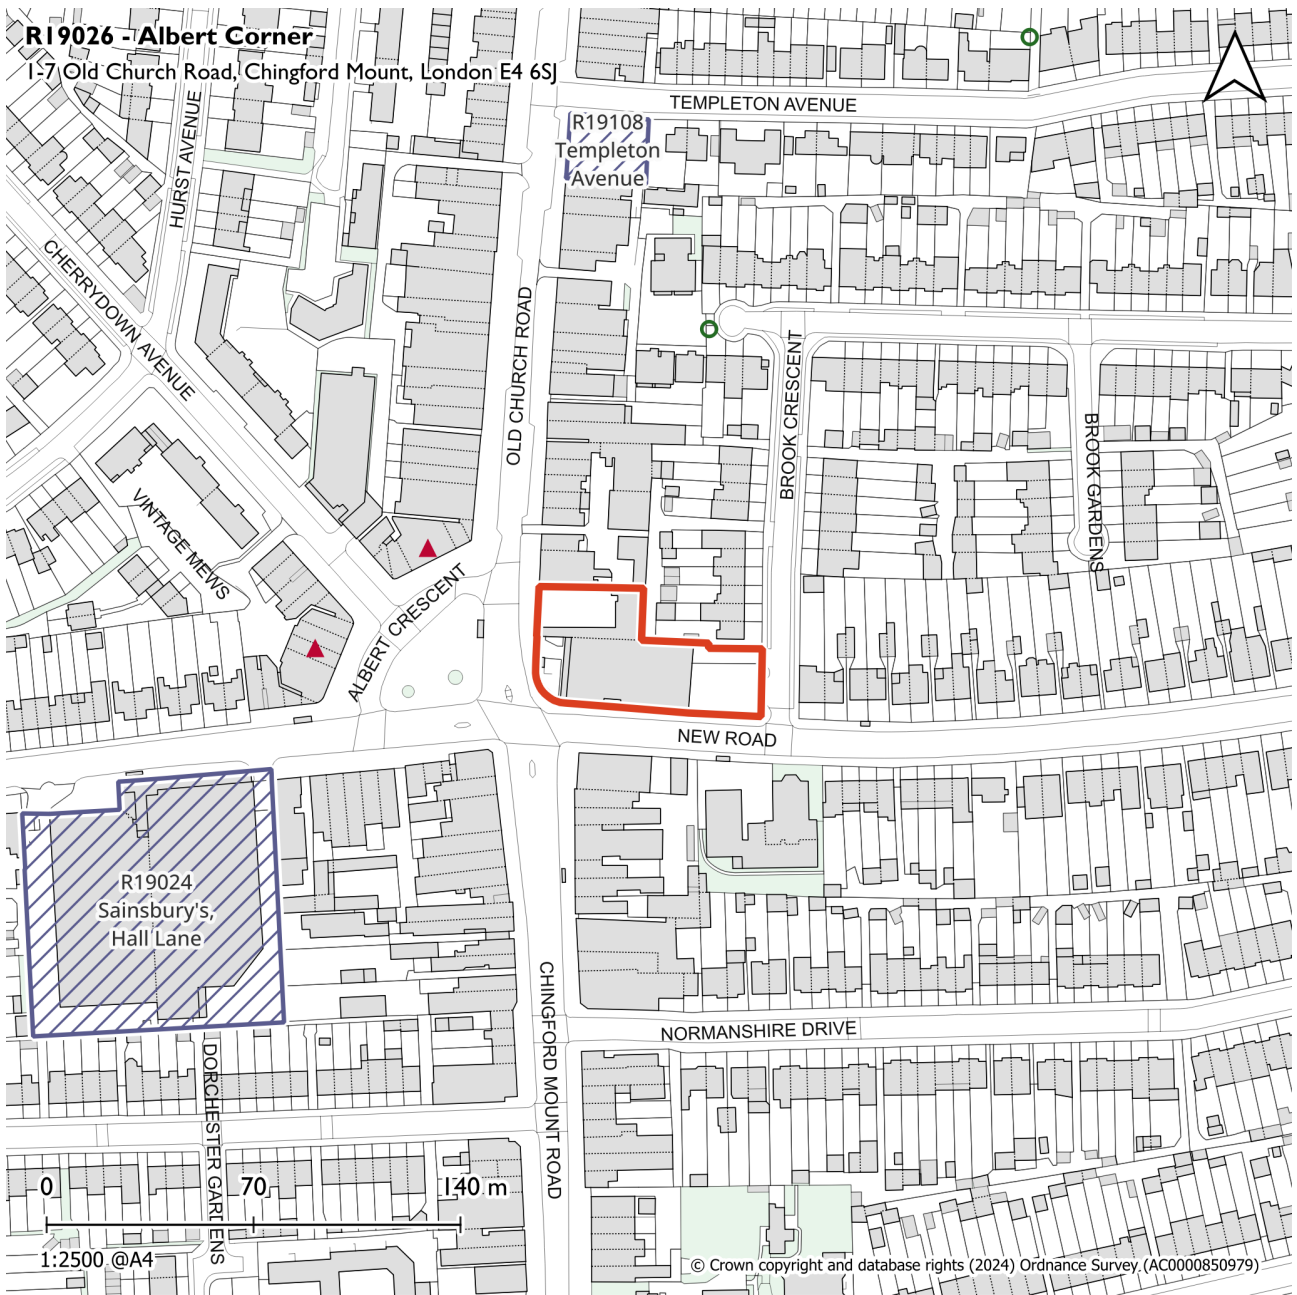 R19026 - Albert Corner
1-7 Old Church Road, Chingford Mount, London E4 6SJ
TEMPLETON AVENUE
R19108
Templeton
Avenue
HURST AVENUE
CHERRYDOWN AVENUE
OLD CHURCH ROAD
BROOK CRESCENT
BROOK GARDENS
VINTAGE MEWS
ALBERT CRESCENT
NEW ROAD
R19024
Sainsbury's,
Hall Lane
CHINGFORD MOUNT ROAD
NORMANSHIRE DRIVE
DORCHESTER GARDENS
0 70 140 m
1:2500 @A4
© Crown copyright and database rights (2024) Ordnance Survey (AC0000850979)